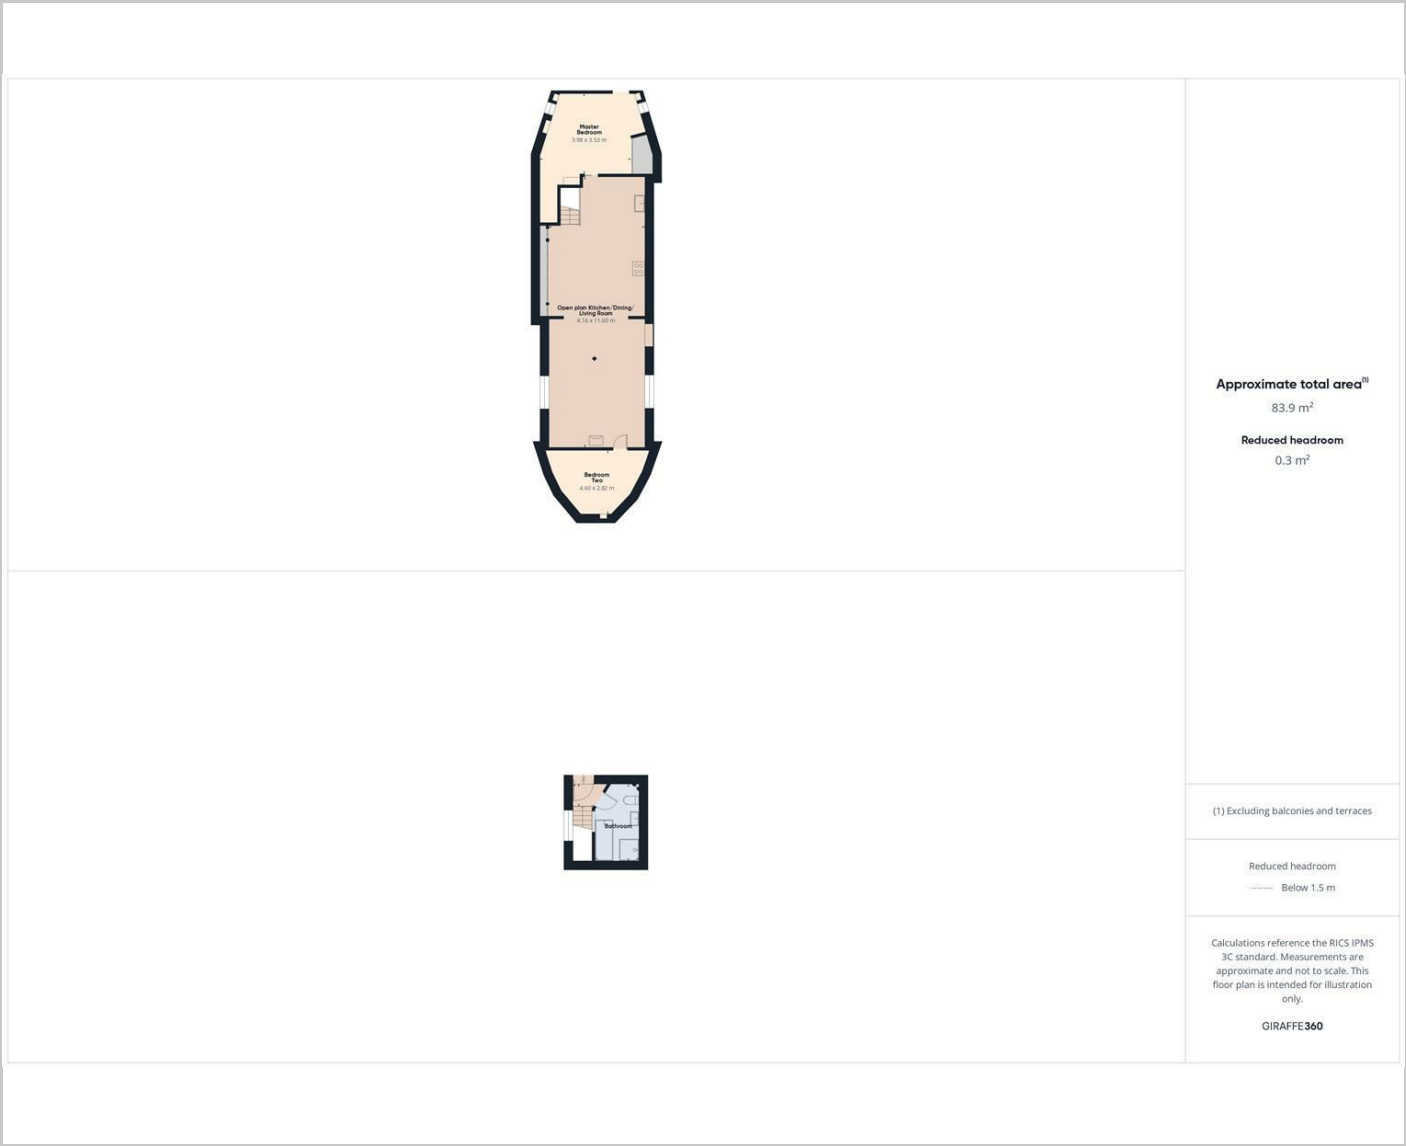 Master
Bedroom
3.98 x 3.53 m
Open plan Kitchen/Dining/
Living Room
4.16 x 11.60 m
Bedroom
Two
4.60 x 2.82 m
Bathroom
Approximate total area(1)
83.9 m²
Reduced headroom
0.3 m²
(1) Excluding balconies and terraces
Reduced headroom
Below 1.5 m
Calculations reference the RICS IPMS
3C standard. Measurements are
approximate and not to scale. This
floor plan is intended for illustration
only.
GIRAFFE360